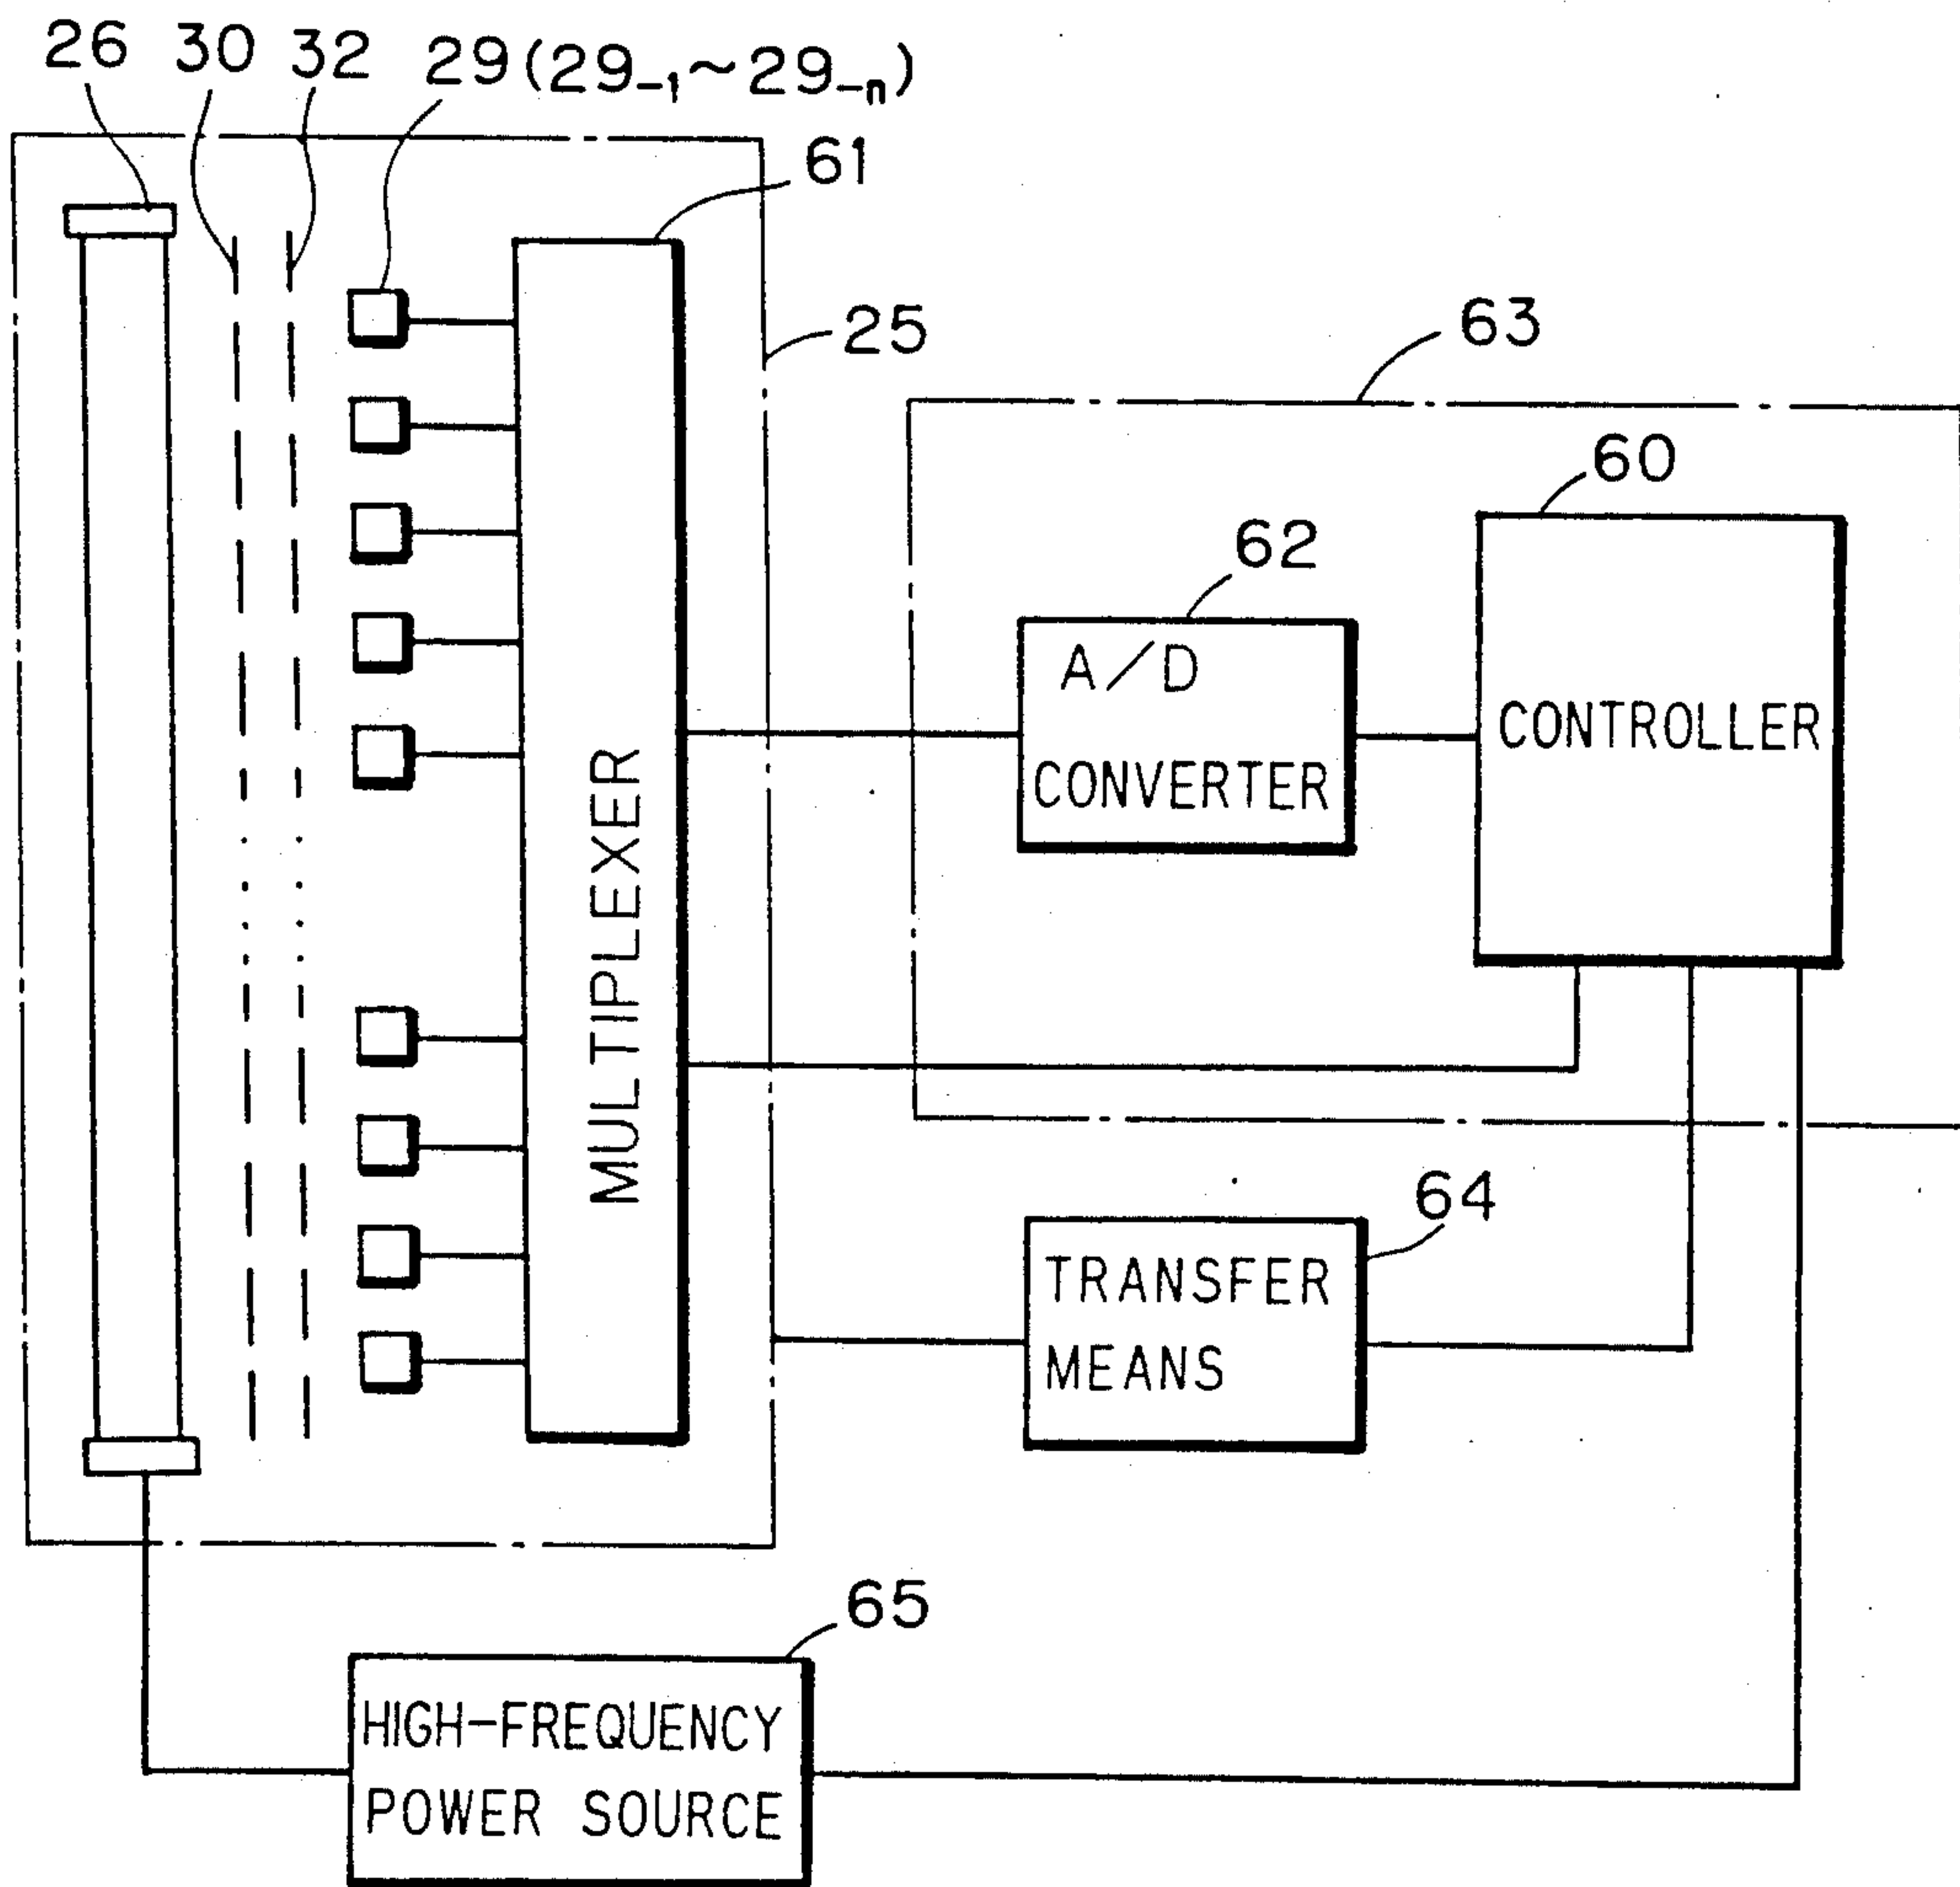 26 30 32 29(29-1~29-n)
61
25
63
60
62
A/D
CONVERTER
CONTROLLER
MULTIPLEXER
64
TRANSFER
MEANS
65
HIGH-FREQUENCY
POWER SOURCE